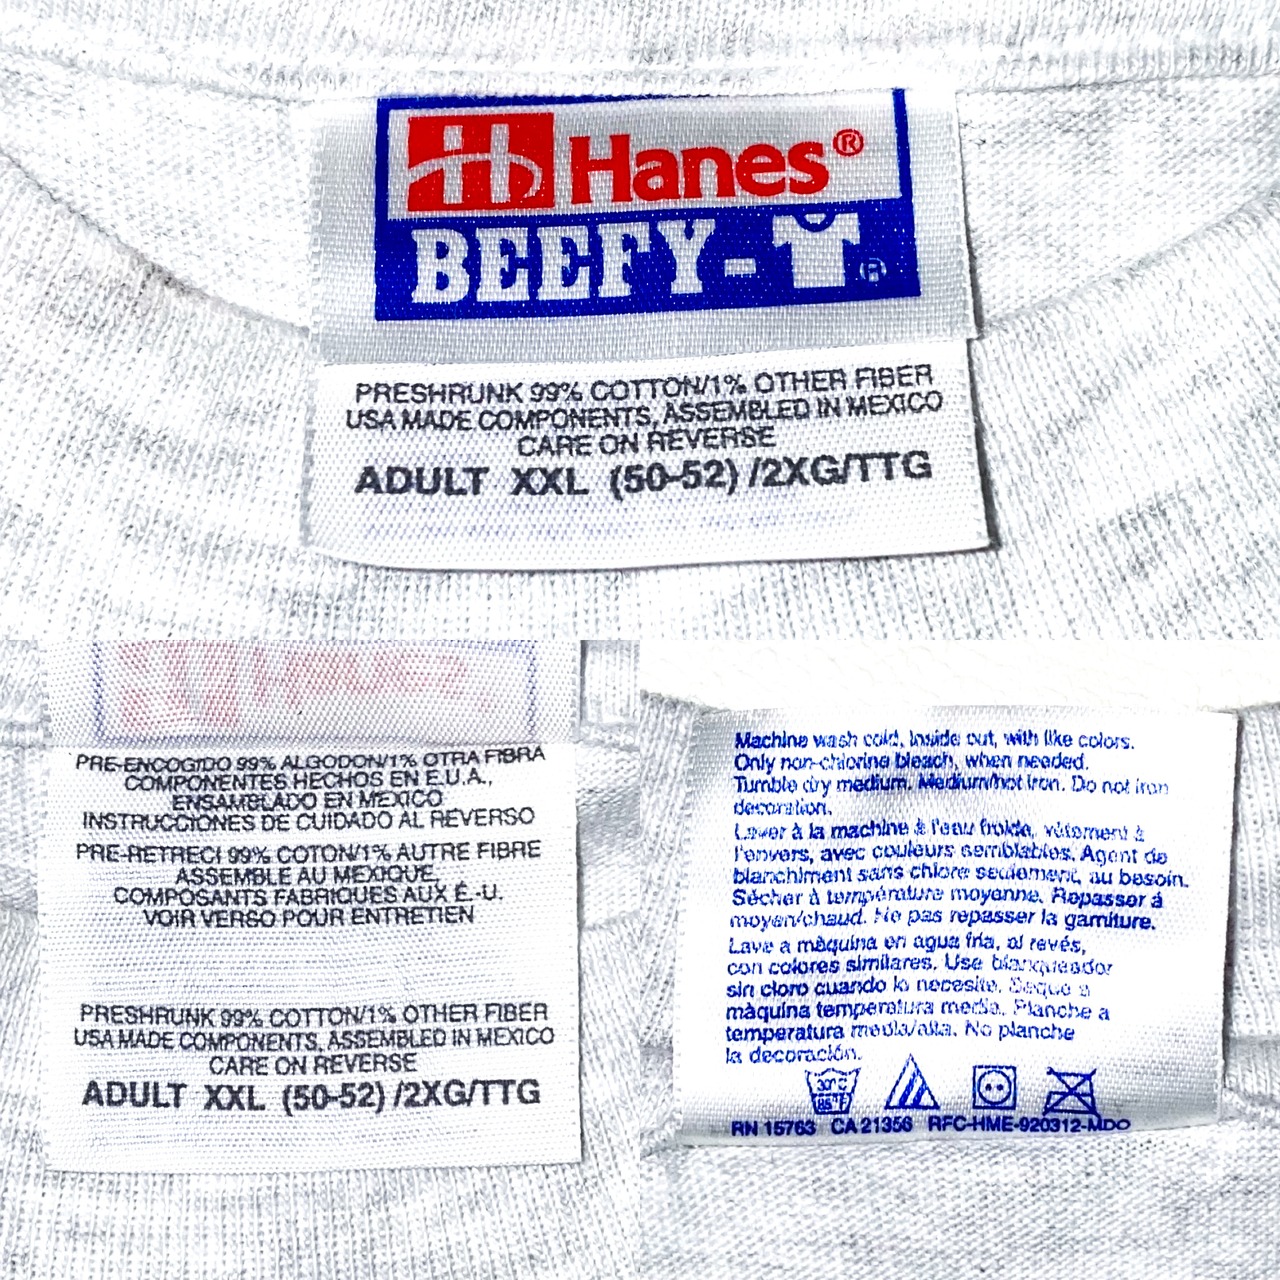 Hanes®
BEEFY-T®
PRESHRUNK 99% COTTON/1% OTHER FIBER
USA MADE COMPONENTS, ASSEMBLED IN MEXICO
CARE ON REVERSE
ADULT XXL (50-52) /2XG/TTG
PRE-ENCOGIDO 99% ALGODON/1% OTRA FIBRA
COMPONENTES HECHOS EN E.U.A.,
ENSAMBLADO EN MEXICO
INSTRUCCIONES DE CUIDADO AL REVERSO
PRE-RETRECI 99% COTON/1% AUTRE FIBRE
ASSEMBLE AU MEXIQUE,
COMPOSANTS FABRIQUES AUX É.-U.
VOIR VERSO POUR ENTRETIEN
PRESHRUNK 99% COTTON/1% OTHER FIBER
USA MADE COMPONENTS, ASSEMBLED IN MEXICO
CARE ON REVERSE
ADULT XXL (50-52) /2XG/TTG
Machine wash cold, inside out, with like colors.
Only non-chlorine bleach, when needed.
Tumble dry medium. Medium/hot iron. Do not iron
decoration.
Laver à la machine à l'eau froide, vêtement à
l'envers, avec couleurs semblables. Agent de
blanchiment sans chlore seulement, au besoin.
Sécher à température moyenne. Repasser à
moyen/chaud. Ne pas repasser la garniture.
Lave a màquina en agua fria, al revés,
con colores similares. Use blanqueador
sin cloro cuando lo necesite. Seque a
màquina temperatura media. Planche a
temperatura media/alta. No planche
la decoración.
30°C
85°F
RN 15763 CA 21356 RFC-HME-920312-MDO